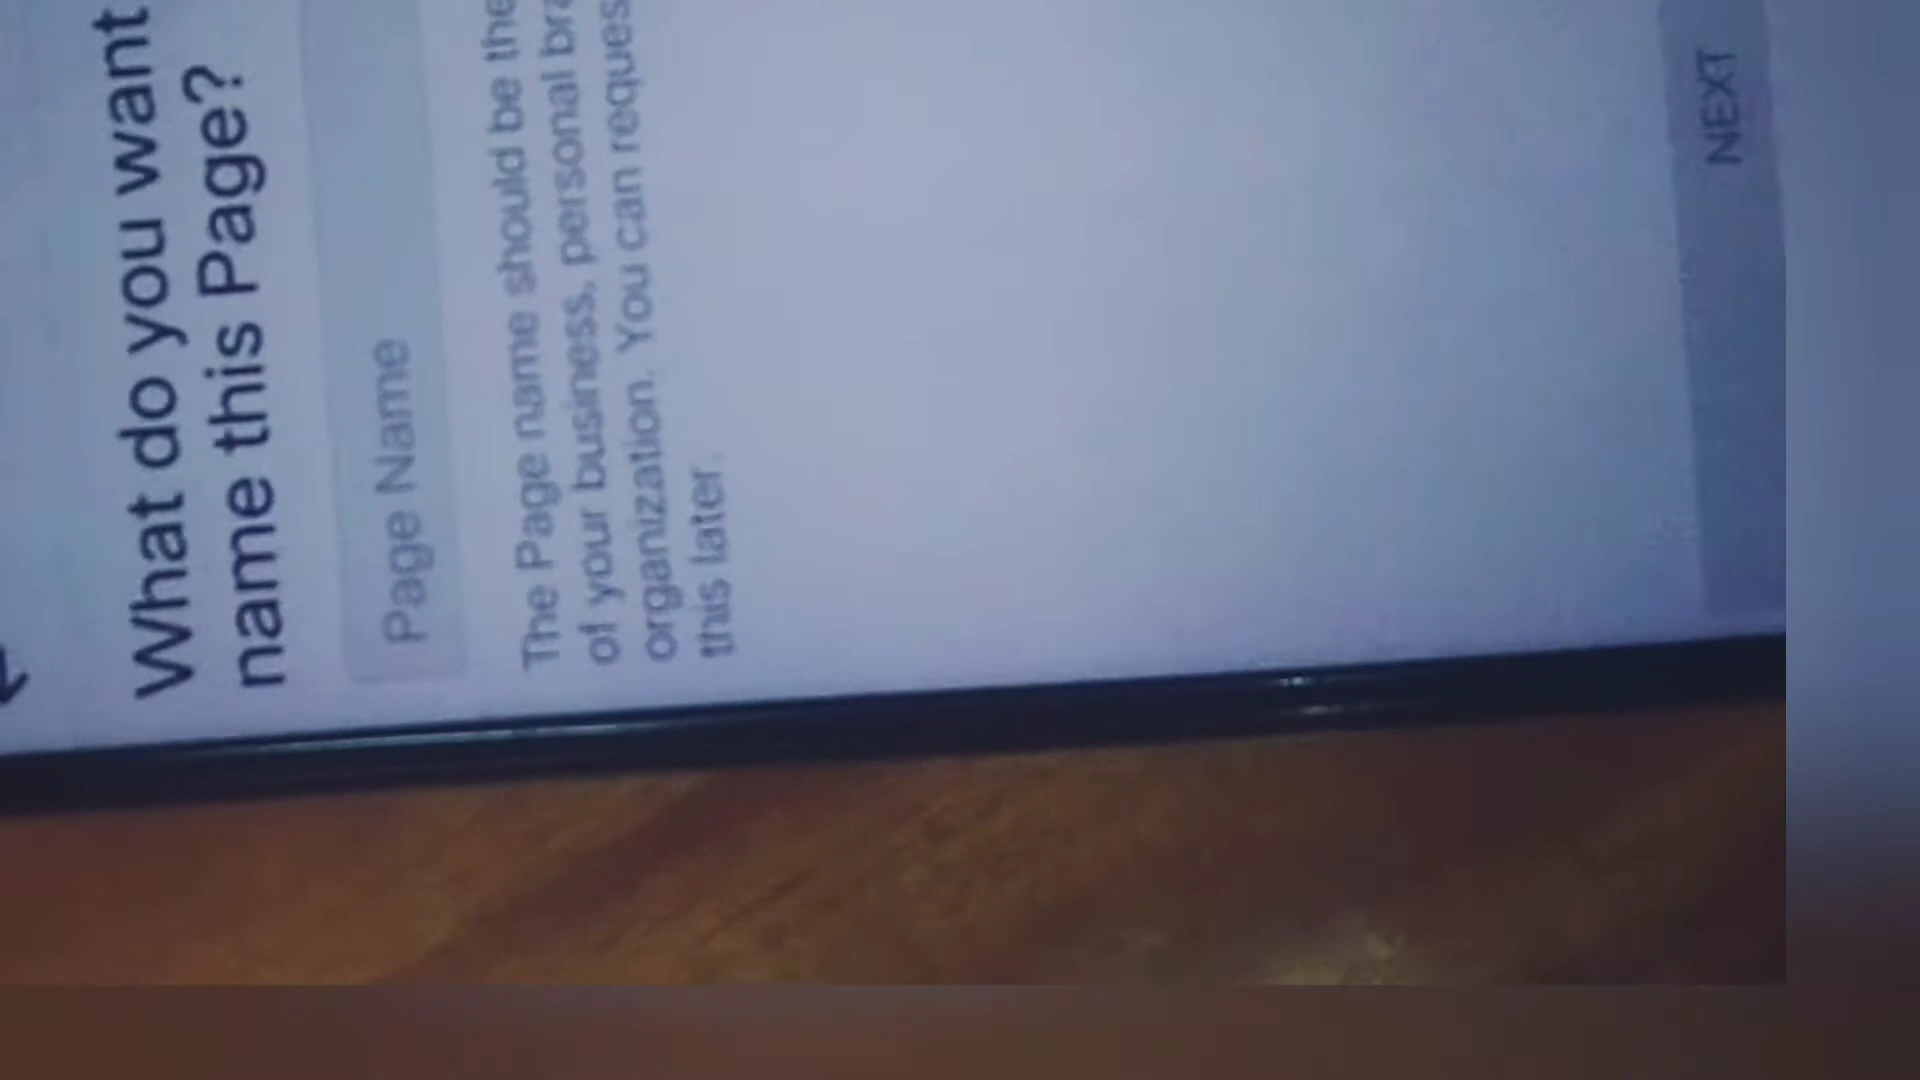 What do you want
name this Page?
Page Name
The Page name should be the
of your business, personal
organization. You can
this later.
NEXT